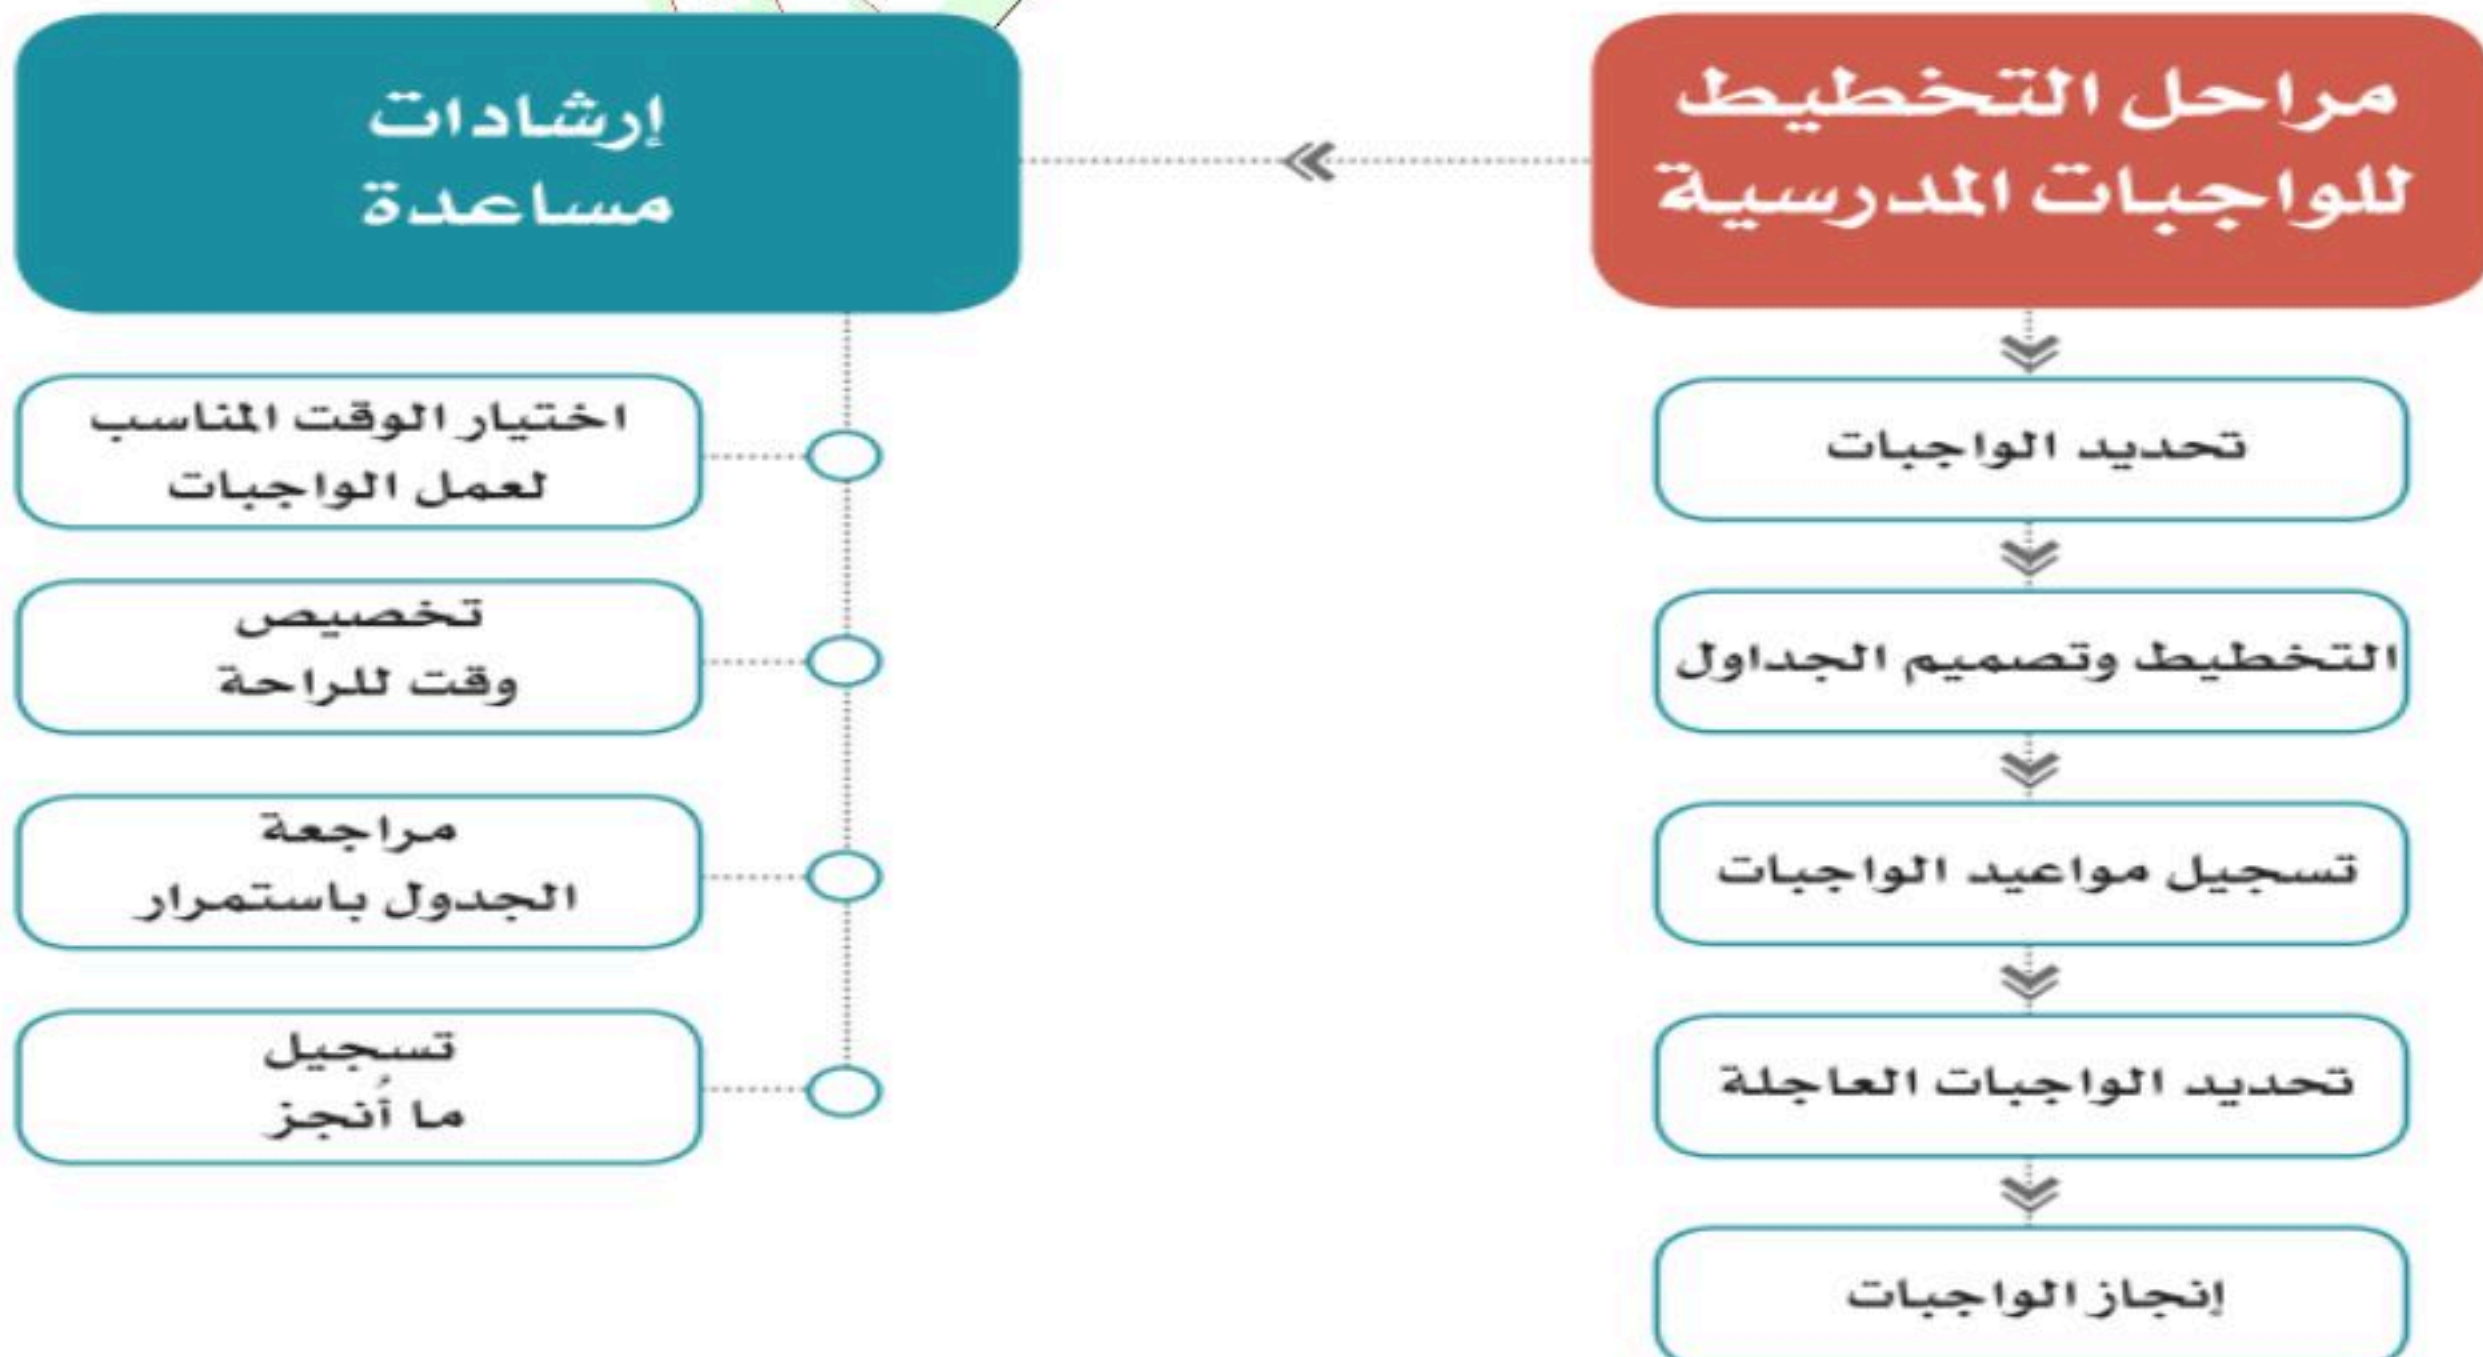 مراحل التخطيط
للواجبات المدرسية
تحديد الواجبات
التخطيط وتصميم الجداول
تسجيل مواعيد الواجبات
تحديد الواجبات العاجلة
إنجاز الواجبات
إرشادات
مساعدة
اختيار الوقت المناسب
لعمل الواجبات
تخصيص
وقت للراحة
مراجعة
الجدول باستمرار
تسجيل
ما أُنجز